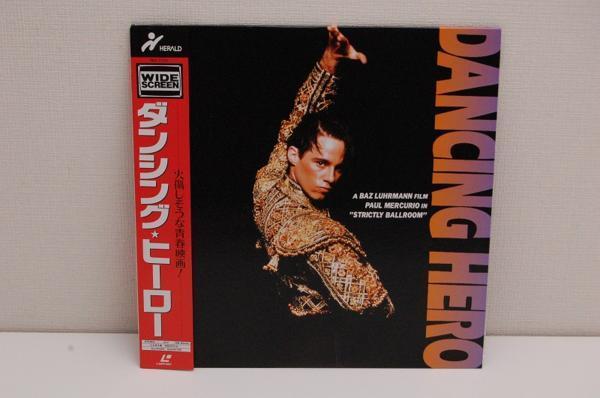 HERALD
WIDE
SCREEN
ダンシング★ヒーロー
火傷しそうな青春映画!
A BAZ LUHRMANN FILM
PAUL MERCURIO IN
"STRICTLY BALLROOM"
DANCING HERO